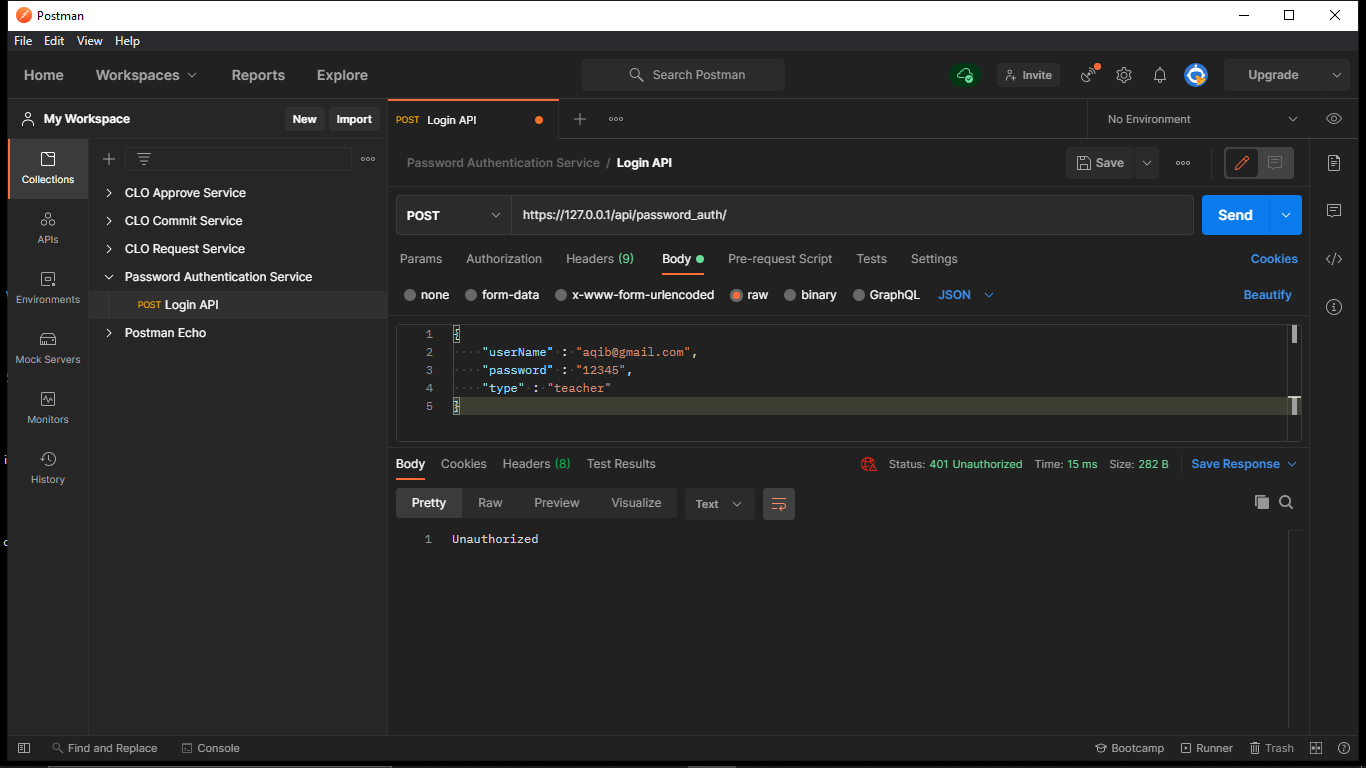 Postman
File Edit View Help
Home Workspaces Reports Explore Search Postman Invite Upgrade
My Workspace New Import
POST Login API
No Environment
Collections
APIs
Environments
Mock Servers
Monitors
History
CLO Approve Service
CLO Commit Service
CLO Request Service
Password Authentication Service
POST Login API
Postman Echo
Password Authentication Service / Login API Save
POST https://127.0.0.1/api/password_auth/ Send
Params Authorization Headers (9) Body Pre-request Script Tests Settings Cookies
none form-data x-www-form-urlencoded raw binary GraphQL JSON Beautify
1 {
2 "userName" : "aqib@gmail.com",
3 "password" : "12345",
4 "type" : "teacher"
5 }
Body Cookies Headers (8) Test Results Status: 401 Unauthorized Time: 15 ms Size: 282 B Save Response
Pretty Raw Preview Visualize Text
1 Unauthorized
Find and Replace Console Bootcamp Runner Trash